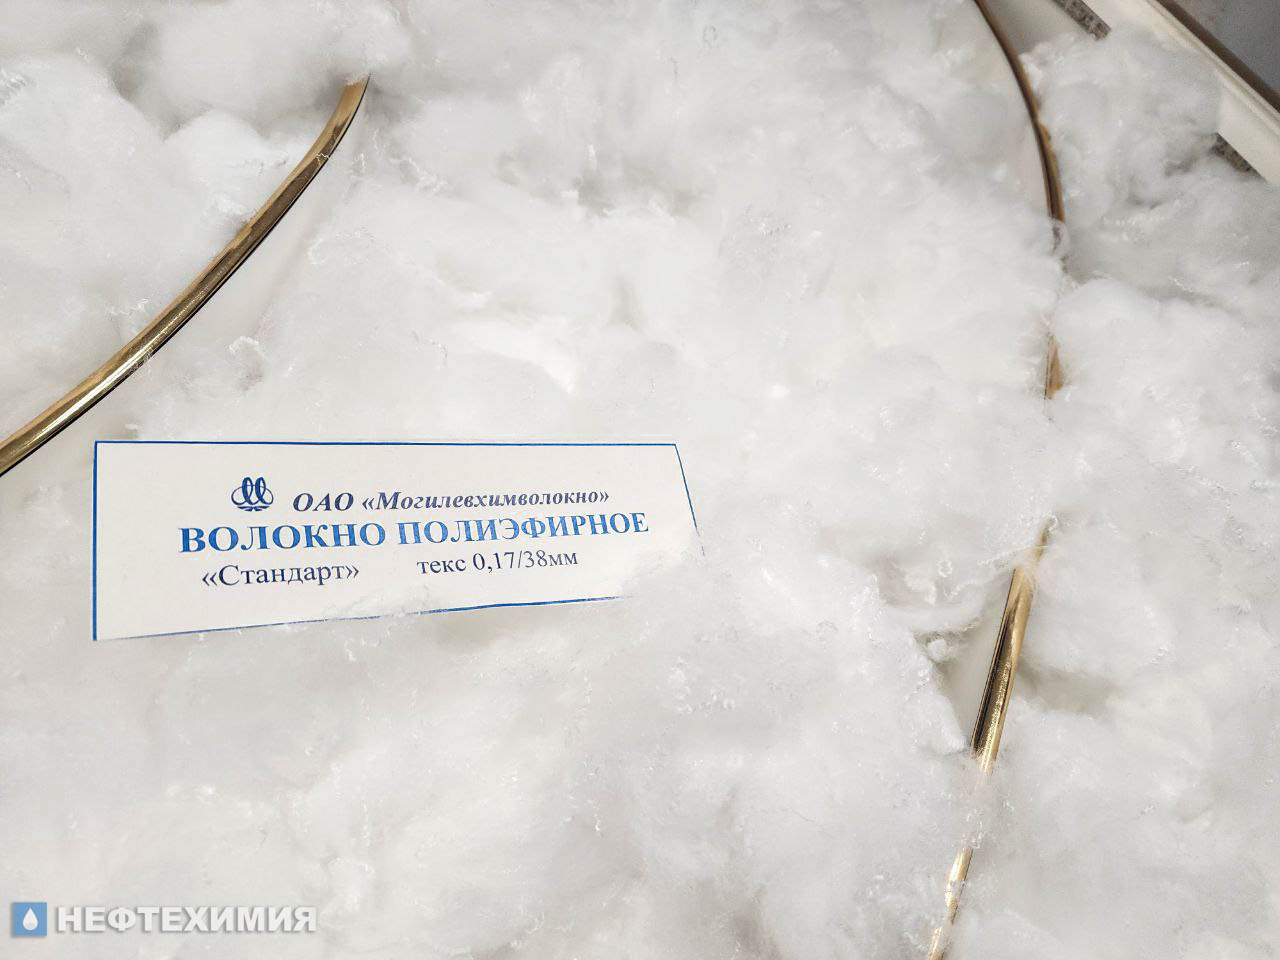 ОАО «Могилевхимволокно»
ВОЛОКНО ПОЛИЭФИРНОЕ
«Стандарт» текс 0,17/38мм
НЕФТЕХИМИЯ